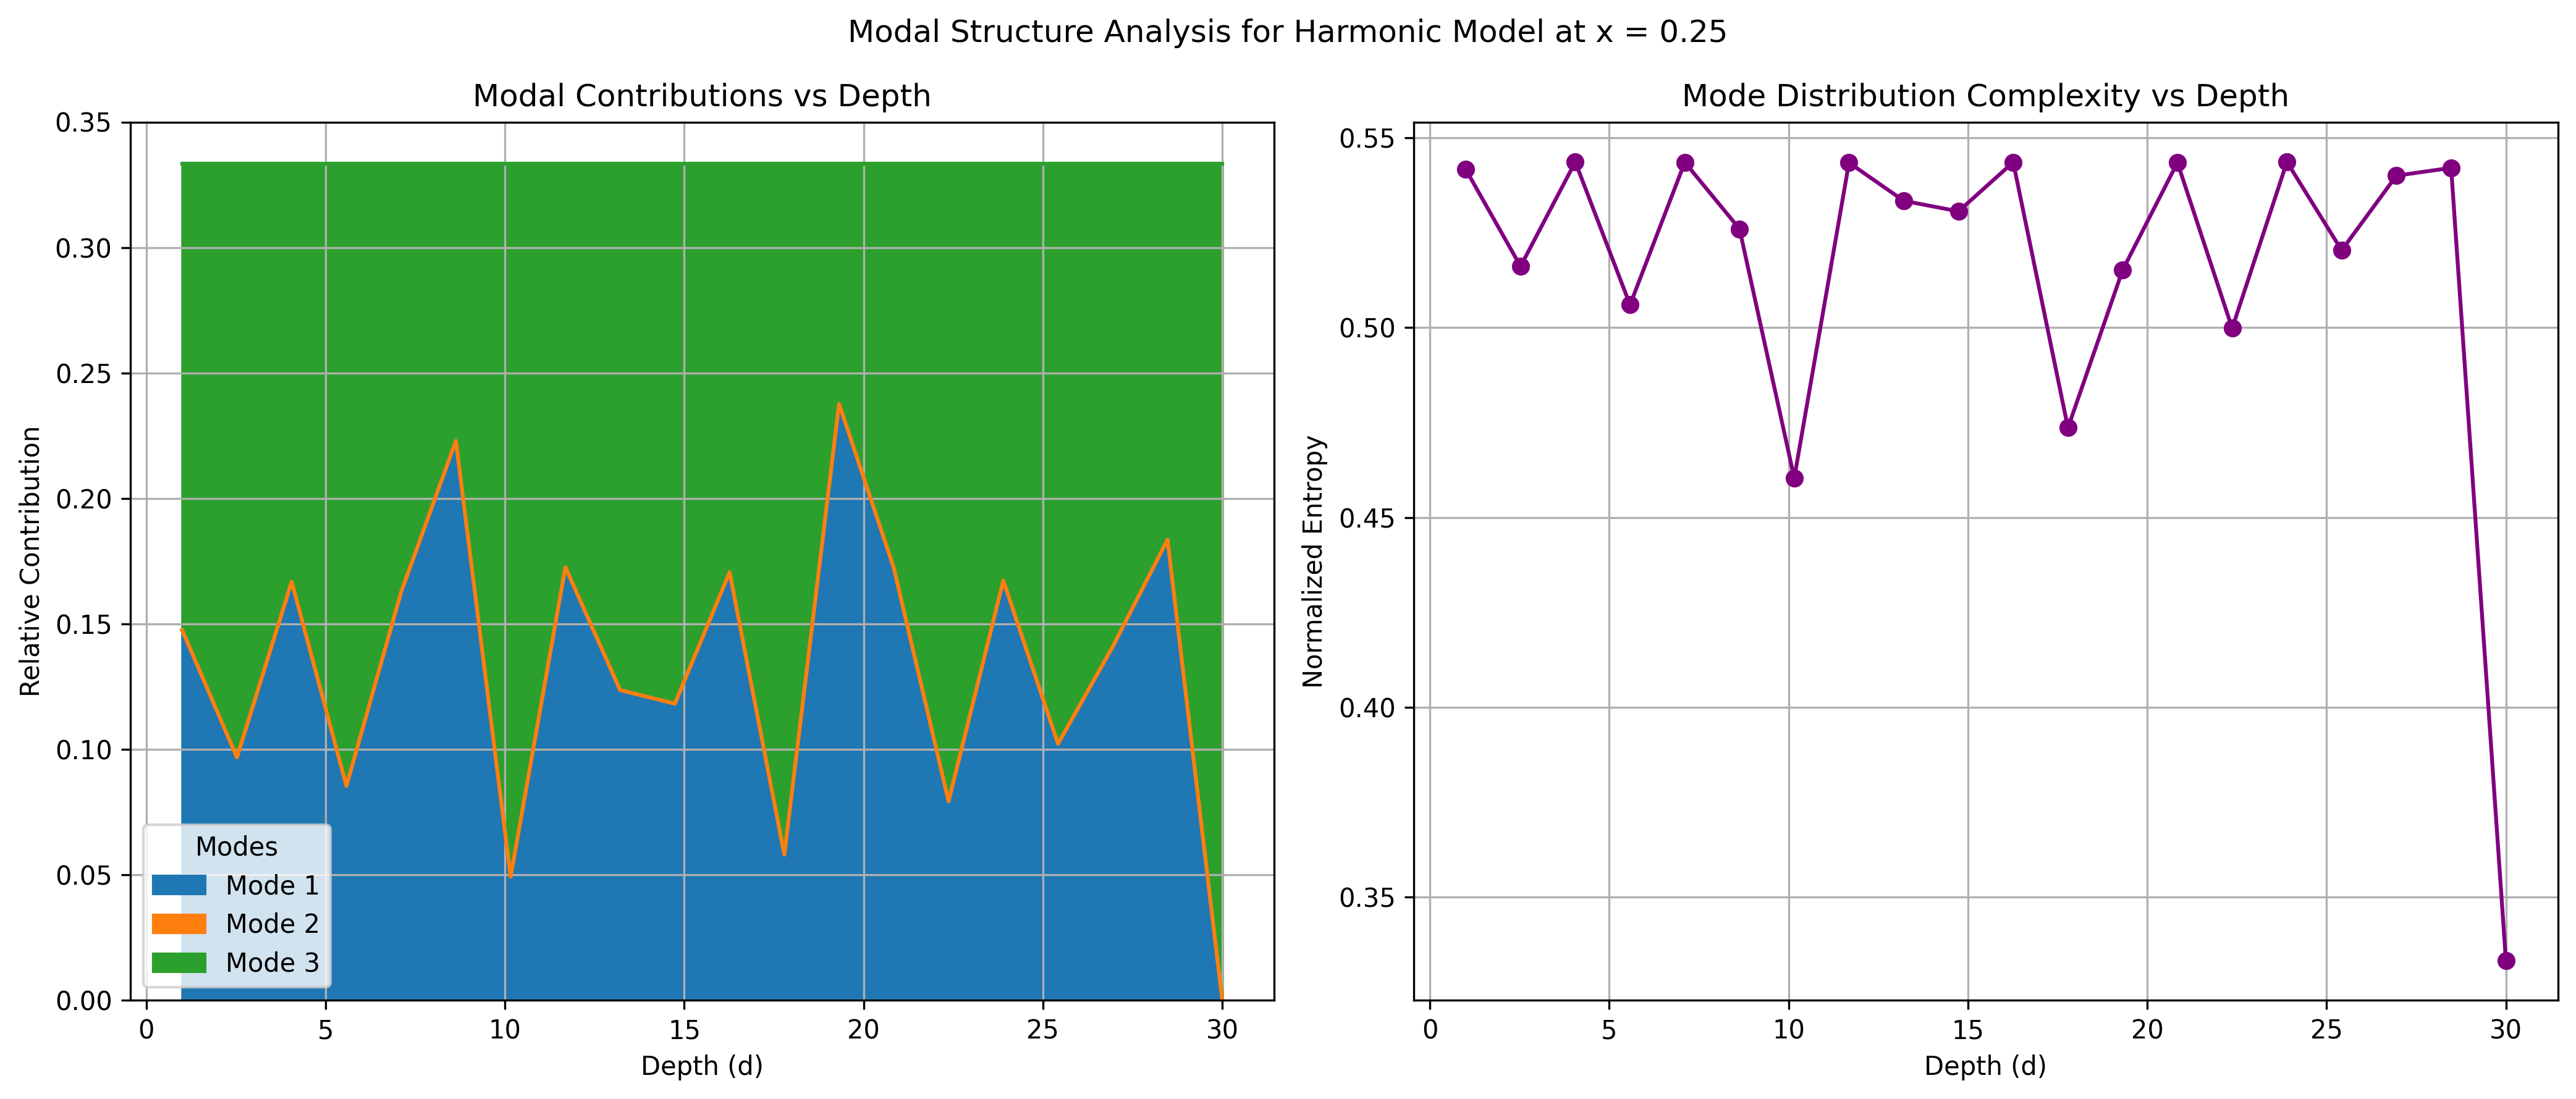 Modal Structure Analysis for Harmonic Model at x = 0.25
Modal Contributions vs Depth
Relative Contribution
0.35
0.30
0.25
0.20
0.15
0.10
0.05
0.00
Modes
Mode 1
Mode 2
Mode 3
0 5 10 15 20 25 30
Depth (d)
Mode Distribution Complexity vs Depth
Normalized Entropy
0.55
0.50
0.45
0.40
0.35
0 5 10 15 20 25 30
Depth (d)